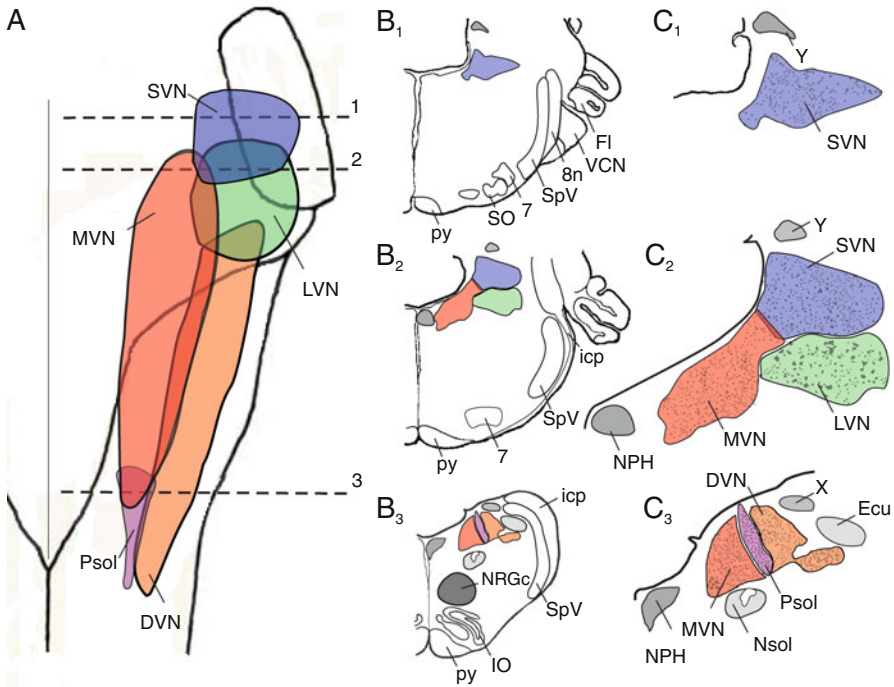 A
SVN
1
2
MVN
LVN
3
Psol
DVN
B1
Fl
VCN
8n
SpV
7
SO
py
C1
Y
SVN
B2
icp
SpV
7
py
C2
Y
SVN
LVN
MVN
NPH
B3
icp
NRGc
SpV
IO
py
C3
DVN
X
Ecu
Psol
MVN
Nsol
NPH